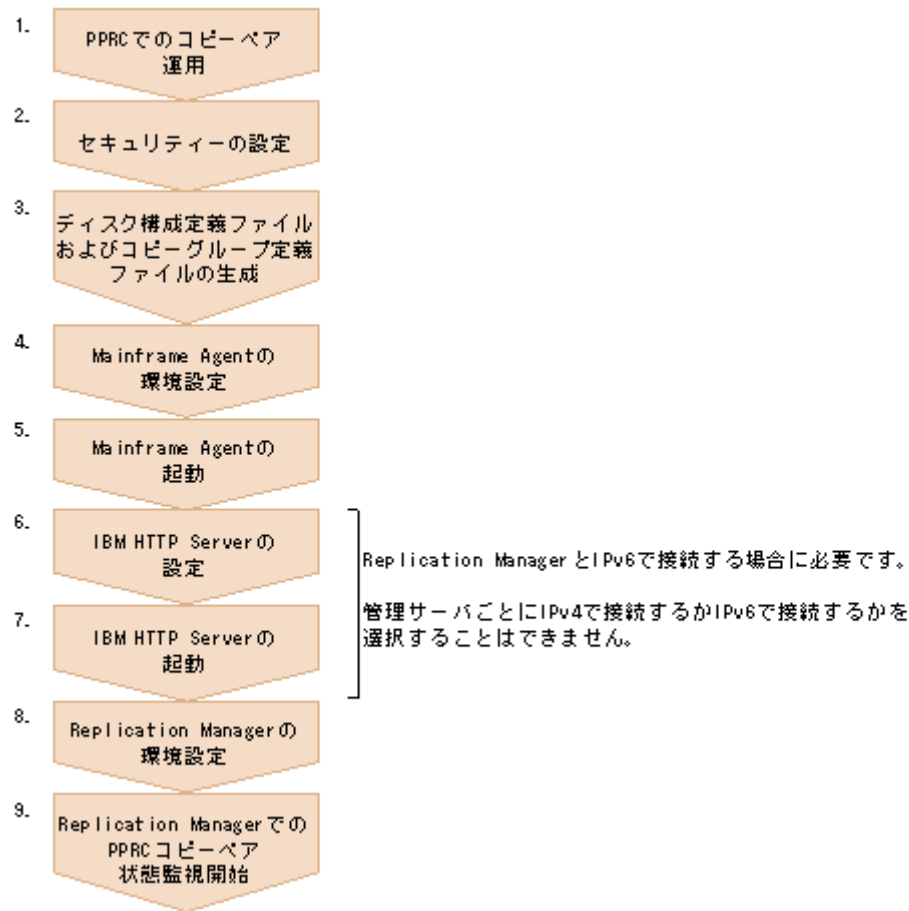 1.
PPRCでのコピーペア
運用
2.
セキュリティーの設定
3.
ディスク構成定義ファイル
およびコピーグループ定義
ファイルの生成
4.
Mainframe Agentの
環境設定
5.
Mainframe Agentの
起動
6.
IBM HTTP Serverの
設定
7.
IBM HTTP Serverの
起動
Replication ManagerとIPv6で接続する場合に必要です。
管理サーバごとにIPv4で接続するかIPv6で接続するかを
選択することはできません。
8.
Replication Managerの
環境設定
9.
Replication Managerでの
PPRCコピーペア
状態監視開始